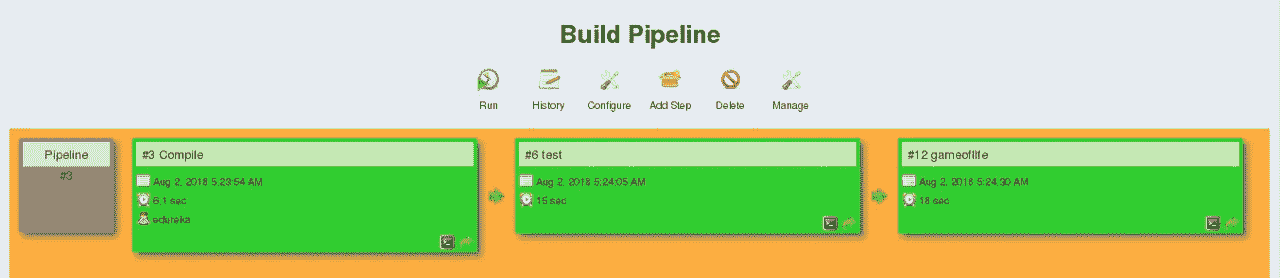 Build Pipeline
Run History Configure Add Step Delete Manage
Pipeline
#3
#3 Compile
Aug 2, 2018 5:23:54 AM
6.1 sec
edureka
#6 test
Aug 2, 2018 5:24:05 AM
15 sec
#12 gameoflife
Aug 2, 2018 5:24:30 AM
18 sec